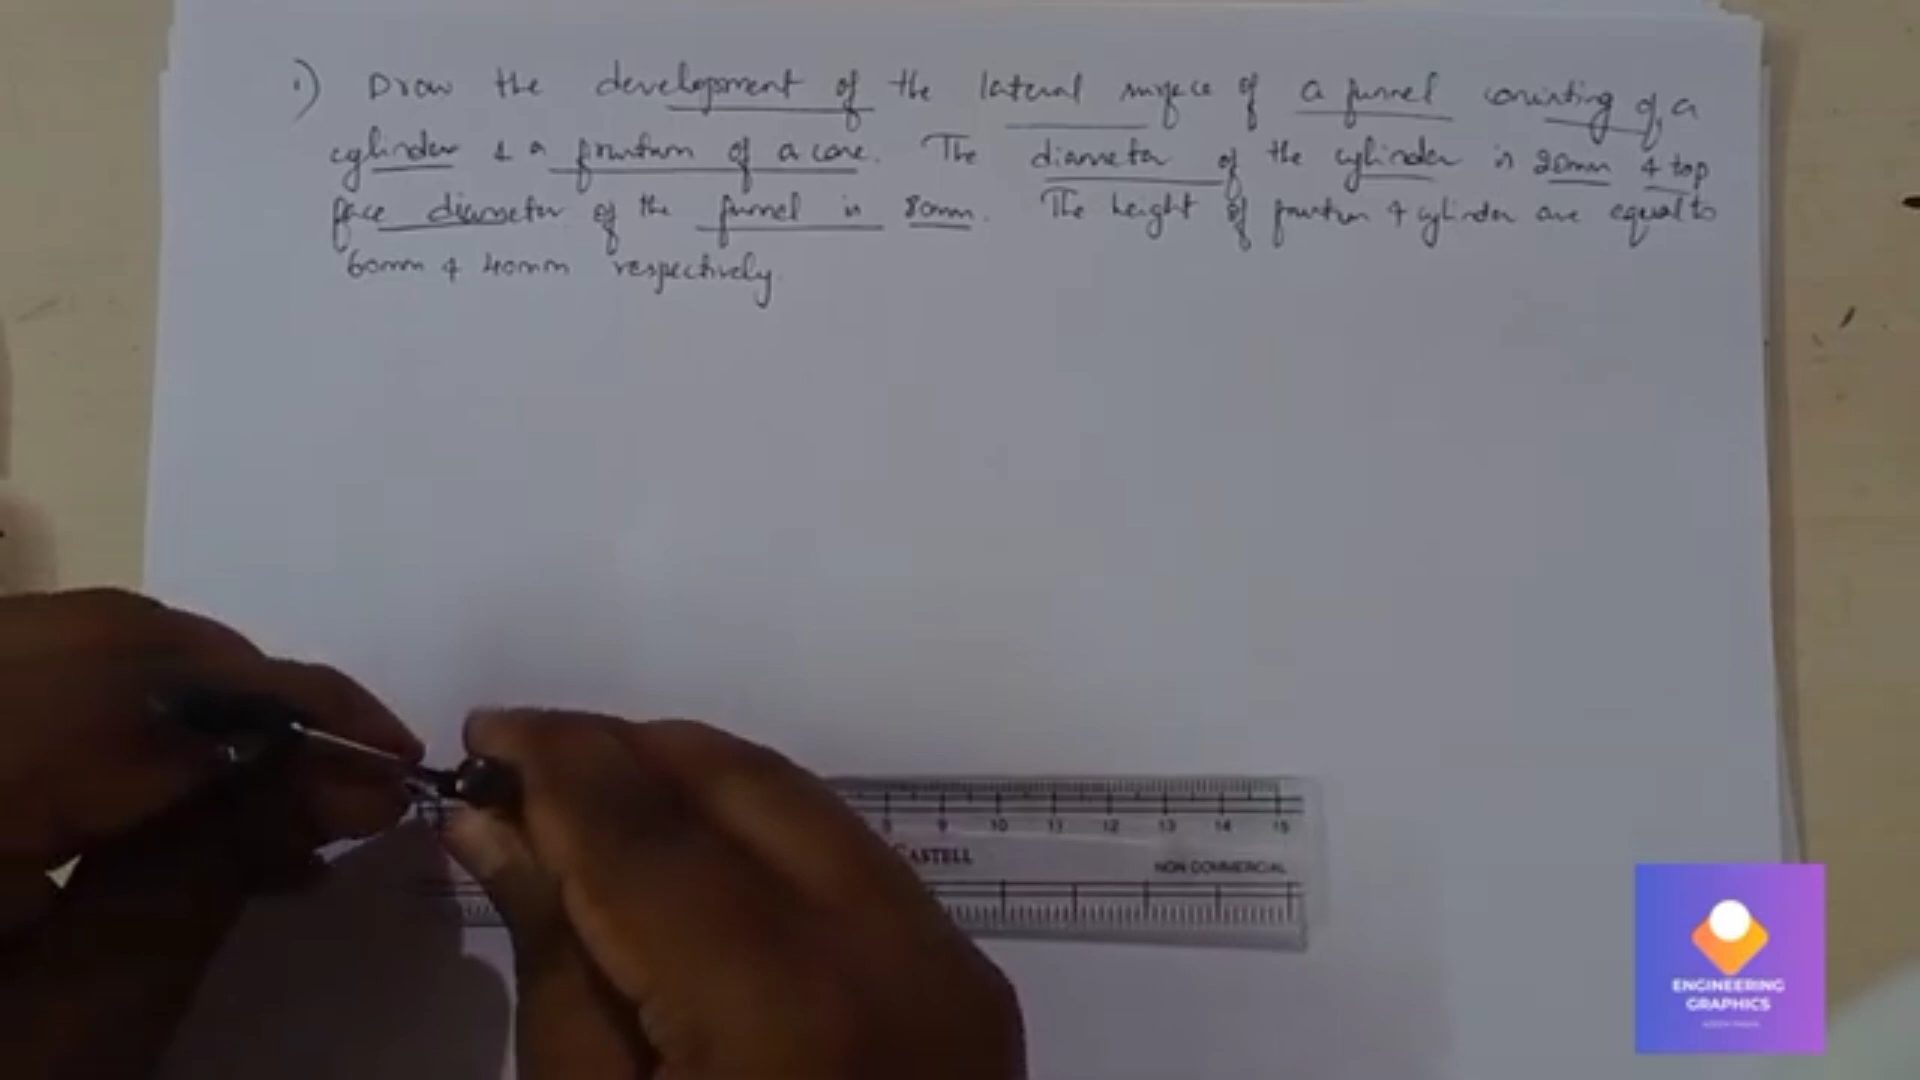 1) Draw the development of the lateral surface of a funnel consisting of a
cylinder & a frustum of a cone. The diameter of the cylinder is 20mm & top
face diameter of the funnel is 80mm. The height of frustum & cylinder are equal to
60mm & 40mm respectively.
8 9 10 11 12 13 14 15
CASTELL
NON COMMERCIAL
ENGINEERING
GRAPHICS